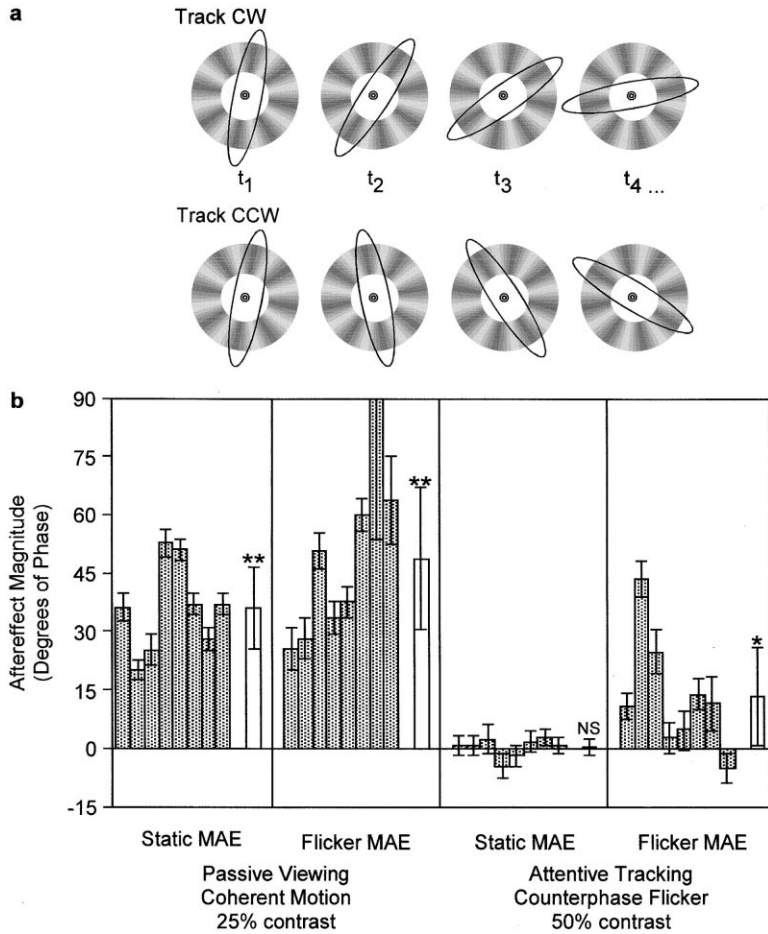 a
Track CW
t1 t2 t3 t4 ...
Track CCW
b
Aftereffect Magnitude
(Degrees of Phase)
90
75
60
45
30
15
0
-15
** ** NS *
Static MAE Flicker MAE Static MAE Flicker MAE
Passive Viewing
Coherent Motion
25% contrast
Attentive Tracking
Counterphase Flicker
50% contrast